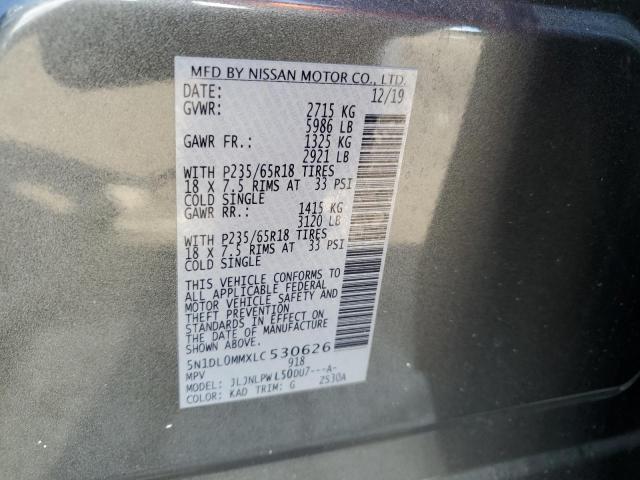 MFD BY NISSAN MOTOR CO., LTD.
DATE: 12/19
GVWR: 2715 KG
5986 LB
GAWR FR.: 1325 KG
2921 LB
WITH P235/65R18 TIRES
18 X 7.5 RIMS AT 33 PSI
COLD SINGLE
GAWR RR.: 1415 KG
3120 LB
WITH P235/65R18 TIRES
18 X 7.5 RIMS AT 33 PSI
COLD SINGLE
THIS VEHICLE CONFORMS TO
ALL APPLICABLE FEDERAL
MOTOR VEHICLE SAFETY AND
THEFT PREVENTION
STANDARDS IN EFFECT ON
THE DATE OF MANUFACTURE
5N1DL0MMXLC530626
MPV 918
MODEL: JLJNLPWL50DU7---A-
COLOR: KAD TRIM: G 2S30A